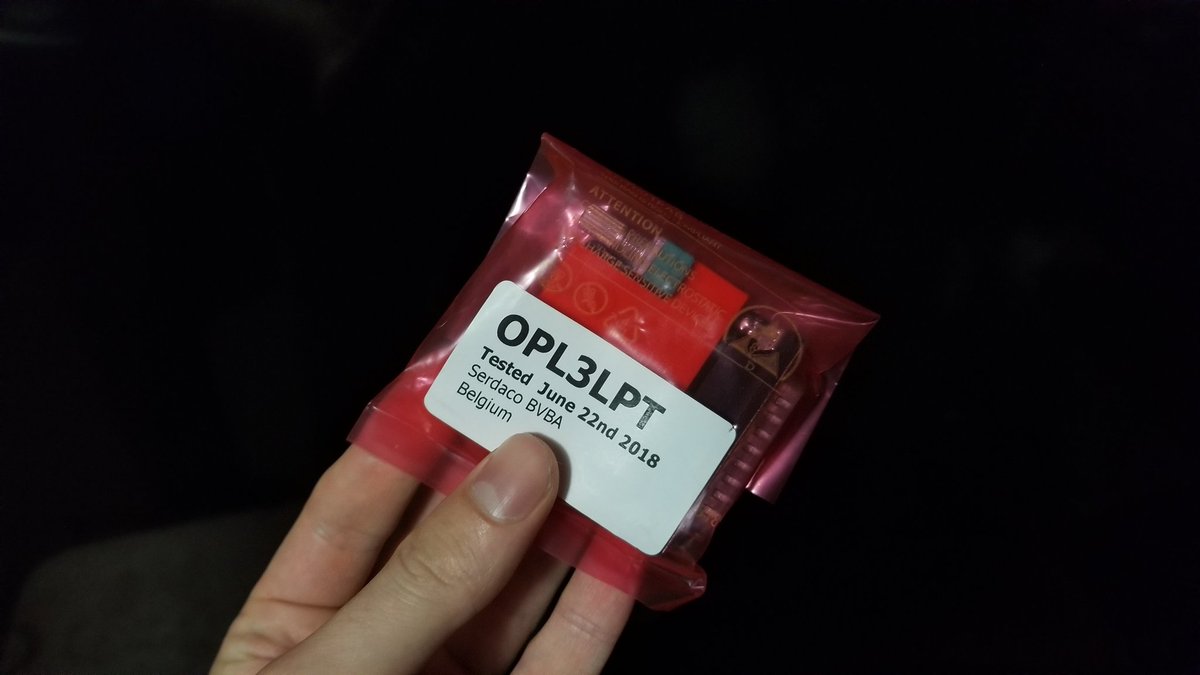 ATTENTION
OPL3LPT
Tested June 22nd 2018
Serdaco BVBA
Belgium